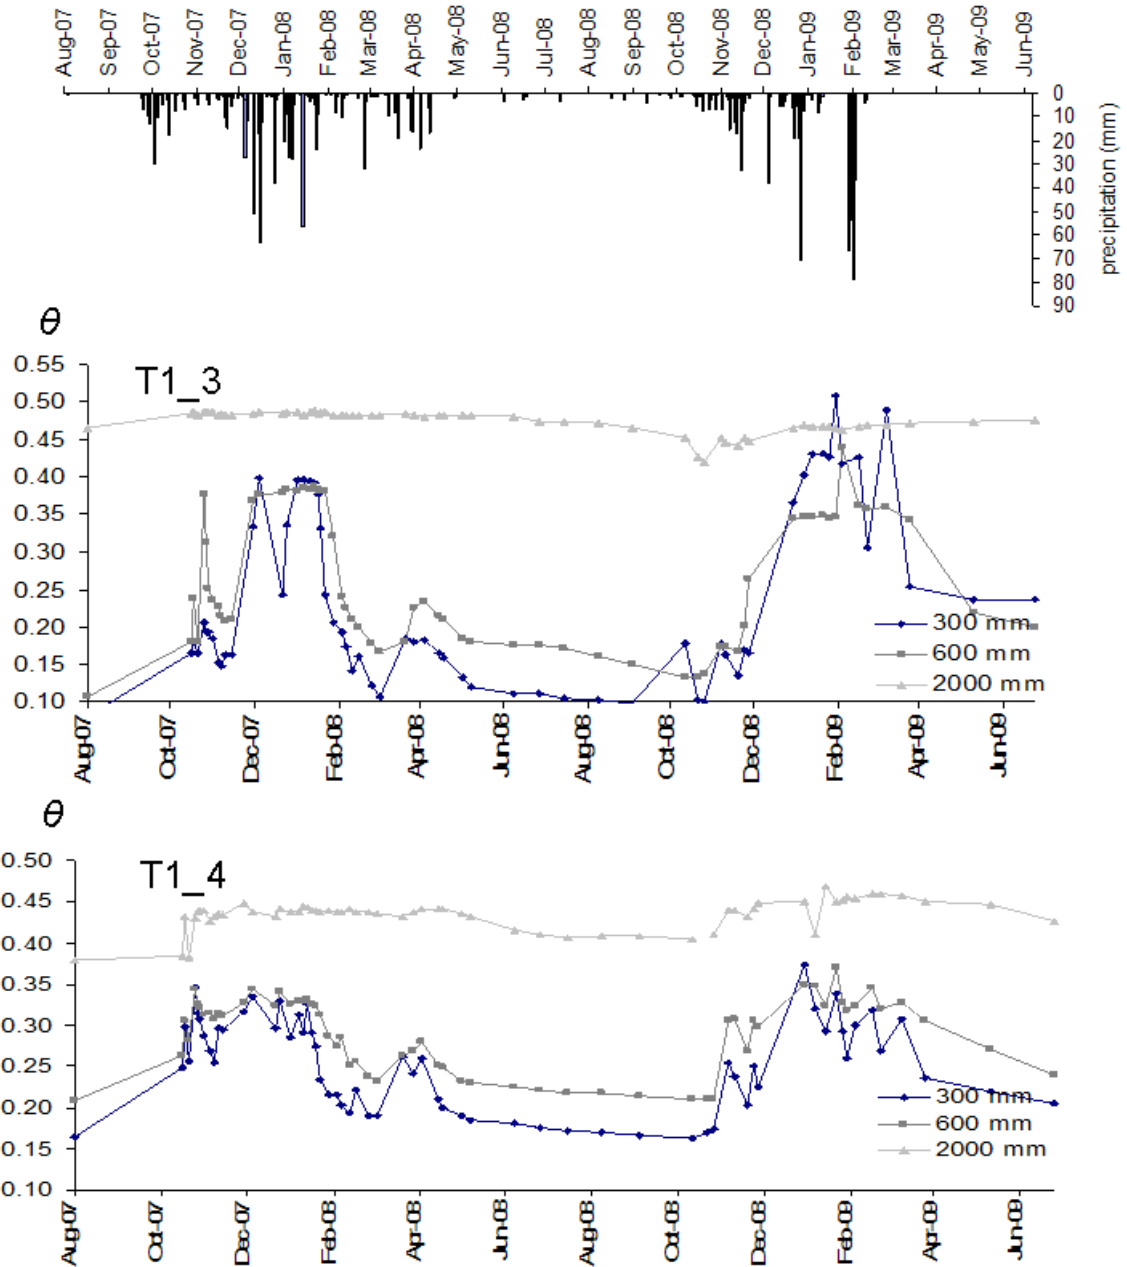 Aug-07 Sep-07 Oct-07 Nov-07 Dec-07 Jan-08 Feb-08 Mar-08 Apr-08 May-08 Jun-08 Jul-08 Aug-08 Sep-08 Oct-08 Nov-08 Dec-08 Jan-09 Feb-09 Mar-09 Apr-09 May-09 Jun-09
0
10
20
30
40
50
60
70
80
90
precipitation (mm)
θ
T1_3
0.55
0.50
0.45
0.40
0.35
0.30
0.25
0.20
0.15
0.10
300 mm
600 mm
2000 mm
Aug-07 Oct-07 Dec-07 Feb-08 Apr-08 Jun-08 Aug-08 Oct-08 Dec-08 Feb-09 Apr-09 Jun-09
θ
T1_4
0.50
0.45
0.40
0.35
0.30
0.25
0.20
0.15
0.10
300 mm
600 mm
2000 mm
Aug-07 Oct-07 Dec-07 Feb-08 Apr-08 Jun-08 Aug-08 Oct-08 Dec-08 Feb-09 Apr-09 Jun-09